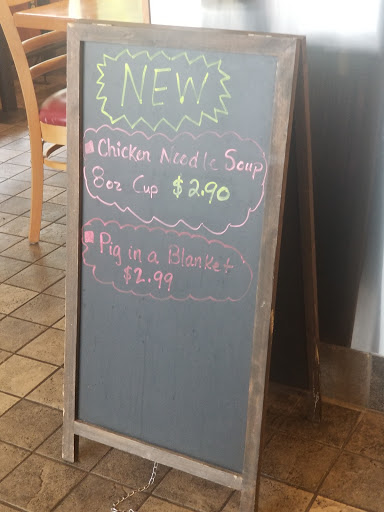 NEW
Chicken Noodle Soup
8oz Cup $2.90
Pig in a Blanket
$2.99